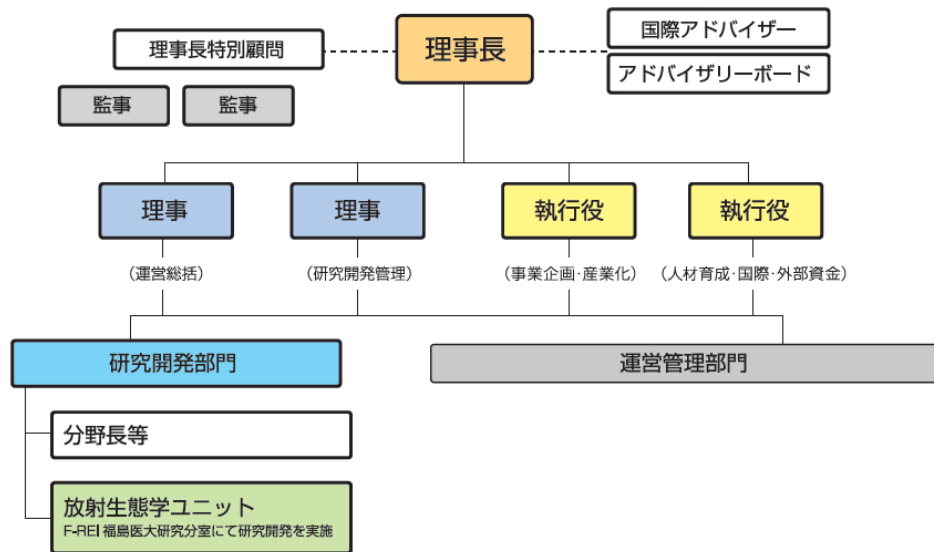 理事長特別顧問
理事長
国際アドバイザー
アドバイザリーボード
監事
監事
理事
理事
執行役
執行役
（運営総括）
（研究開発管理）
（事業企画・産業化）
（人材育成・国際・外部資金）
研究開発部門
運営管理部門
分野長等
放射生態学ユニット
F-REI 福島医大研究分室にて研究開発を実施